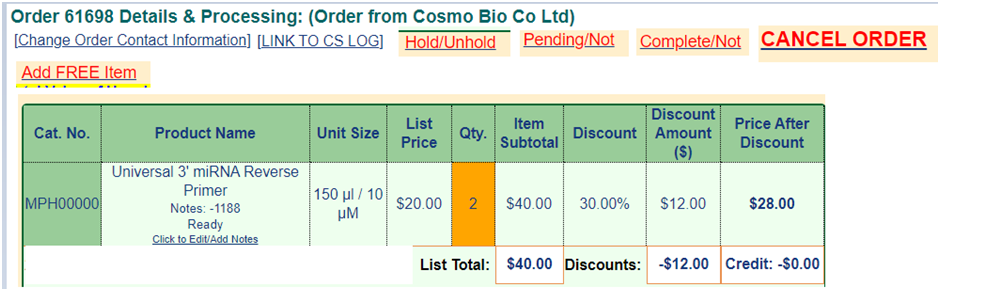 Order 61698 Details & Processing: (Order from Cosmo Bio Co Ltd)
[Change Order Contact Information] [LINK TO CS LOG] Hold/Unhold Pending/Not Complete/Not CANCEL ORDER
Add FREE Item
Cat. No. Product Name Unit Size List Price Qty. Item Subtotal Discount Discount Amount ($) Price After Discount
MPH00000 Universal 3' miRNA Reverse Primer 150 µl / 10 µM $20.00 2 $40.00 30.00% $12.00 $28.00
Notes: -1188
Ready
Click to Edit/Add Notes
List Total: $40.00 Discounts: -$12.00 Credit: -$0.00